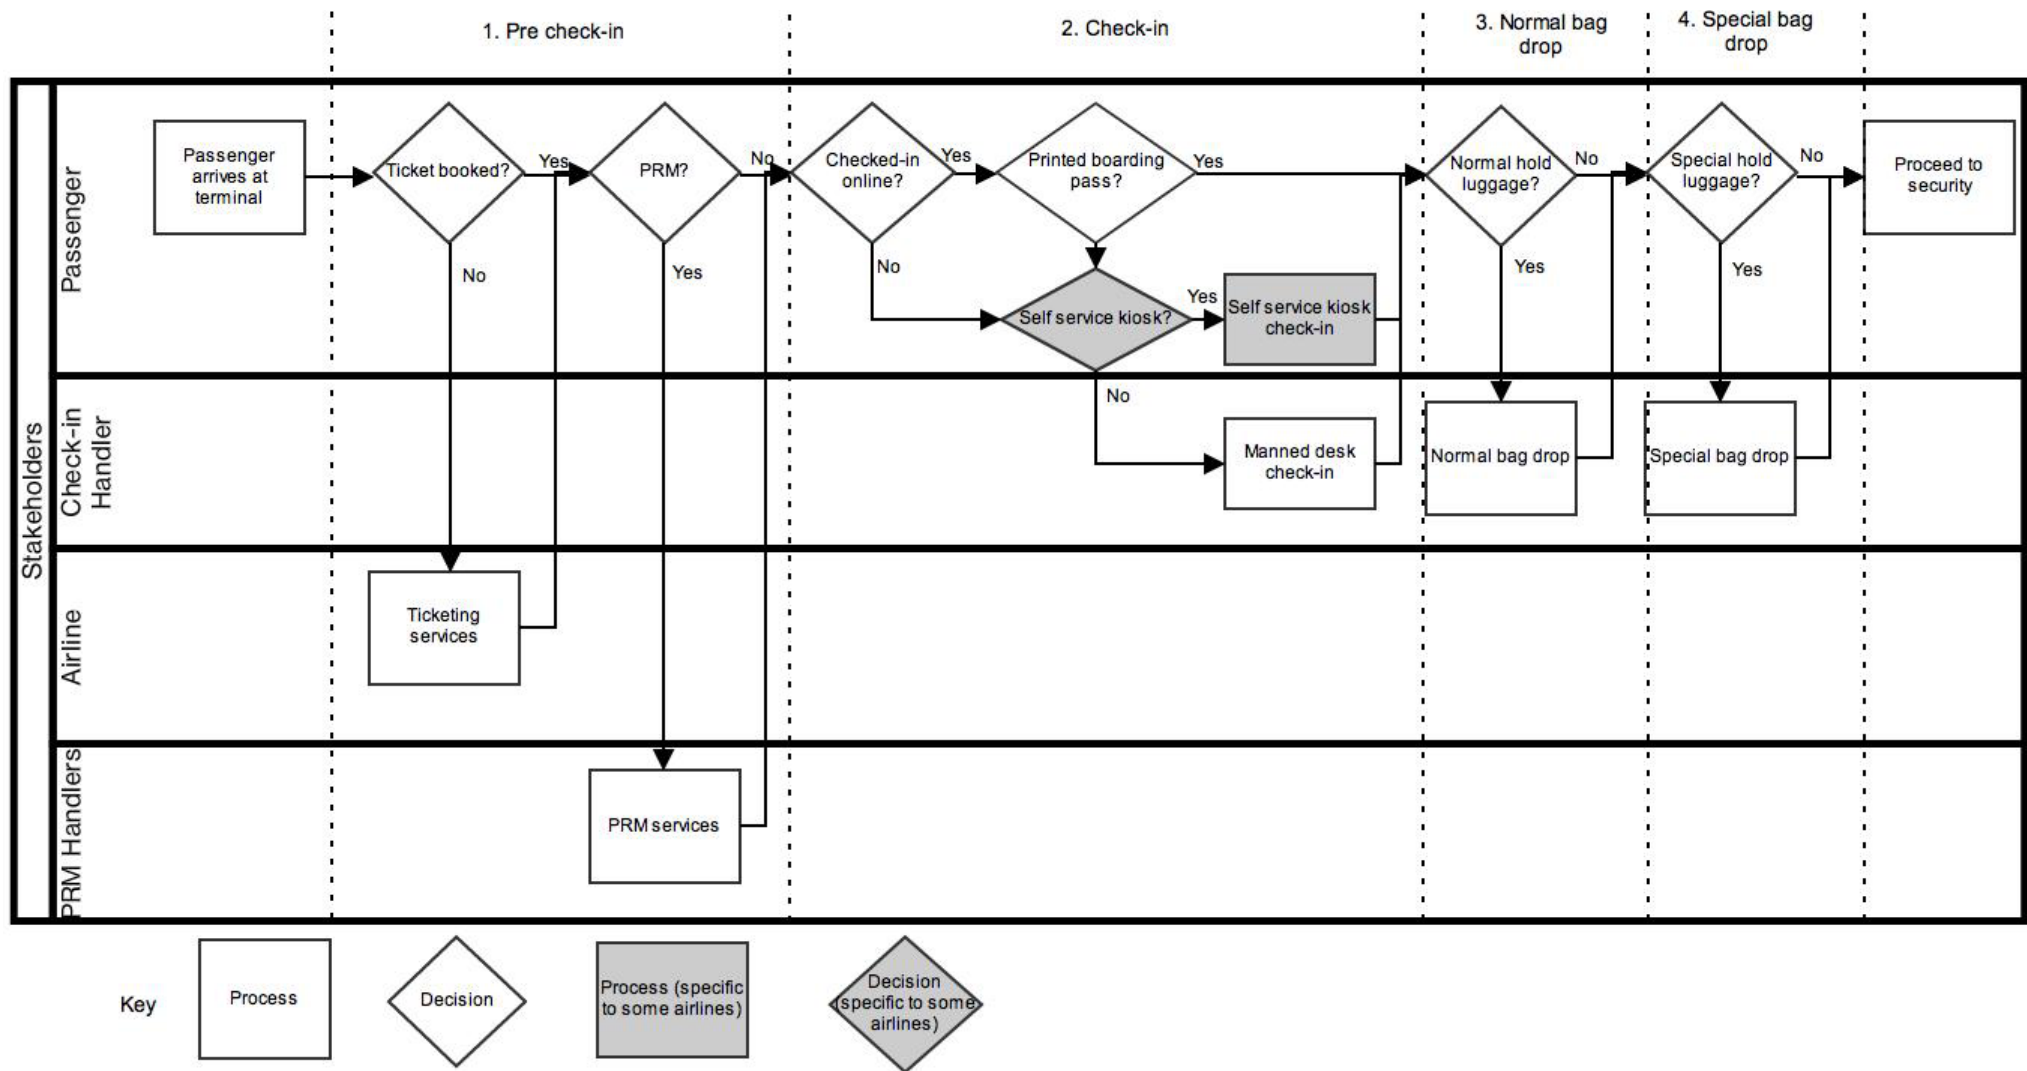 1. Pre check-in
2. Check-in
3. Normal bag
drop
4. Special bag
drop
Stakeholders
Passenger
Passenger
arrives at
terminal
Ticket booked?
Yes
No
PRM?
No
Yes
Checked-in
online?
Yes
No
Printed boarding
pass?
Yes
Self service kiosk?
Yes
No
Self service kiosk
check-in
Normal hold
luggage?
No
Yes
Special hold
luggage?
No
Yes
Proceed to
security
Check-in
Handler
Manned desk
check-in
Normal bag drop
Special bag drop
Airline
Ticketing
services
PRM Handlers
PRM services
Key
Process
Decision
Process (specific
to some airlines)
Decision
(specific to some
airlines)